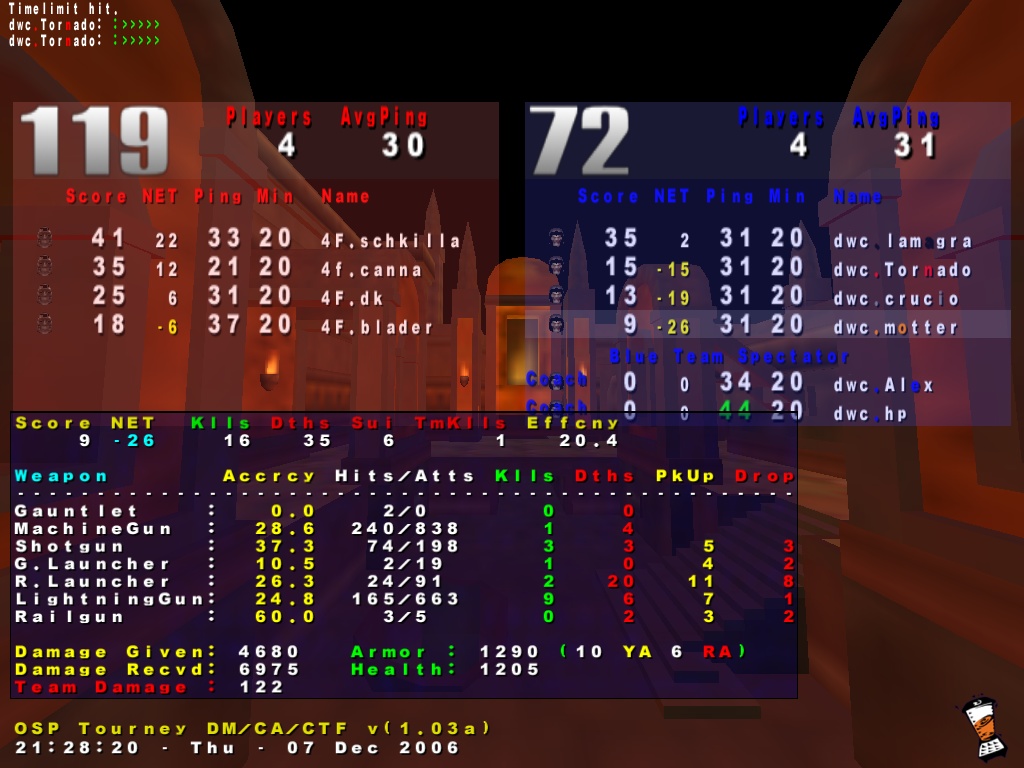 Timelimit hit.
dwc.Tornado: :>>>>>
dwc.Tornado: :>>>>>
119 Players AvgPing
4 30
Score NET Ping Min Name
41 22 33 20 4F.schkilla
35 12 21 20 4f.canna
25 6 31 20 4F.dk
18 -6 37 20 4F.blader
72 Players AvgPing
4 31
Score NET Ping Min Name
35 2 31 20 dwc.lamagra
15 -15 31 20 dwc.Tornado
13 -19 31 20 dwc.crucio
9 -26 31 20 dwc.motter
Blue Team Spectator
Coach 0 0 34 20 dwc.Alex
Coach 0 0 44 20 dwc.hp
Score NET Klls Dths Sui TmKlls Effcny
9 -26 16 35 6 1 20.4
Weapon Accrcy Hits/Atts Klls Dths PkUp Drop
Gauntlet : 0.0 2/0 0 0
MachineGun : 28.6 240/838 1 4
Shotgun : 37.3 74/198 3 3 5 3
G.Launcher : 10.5 2/19 1 0 4 2
R.Launcher : 26.3 24/91 2 20 11 8
LightningGun: 24.8 165/663 9 6 7 1
Railgun : 60.0 3/5 0 2 3 2
Damage Given: 4680 Armor : 1290 (10 YA 6 RA)
Damage Recvd: 6975 Health: 1205
Team Damage : 122
OSP Tourney DM/CA/CTF v(1.03a)
21:28:20 - Thu - 07 Dec 2006